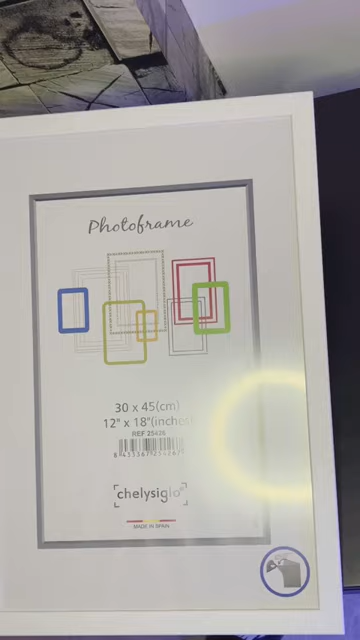 Photoframe
30 x 45(cm)
12" x 18"(inches
REF 25426
chelysiglo
MADE IN SPAIN